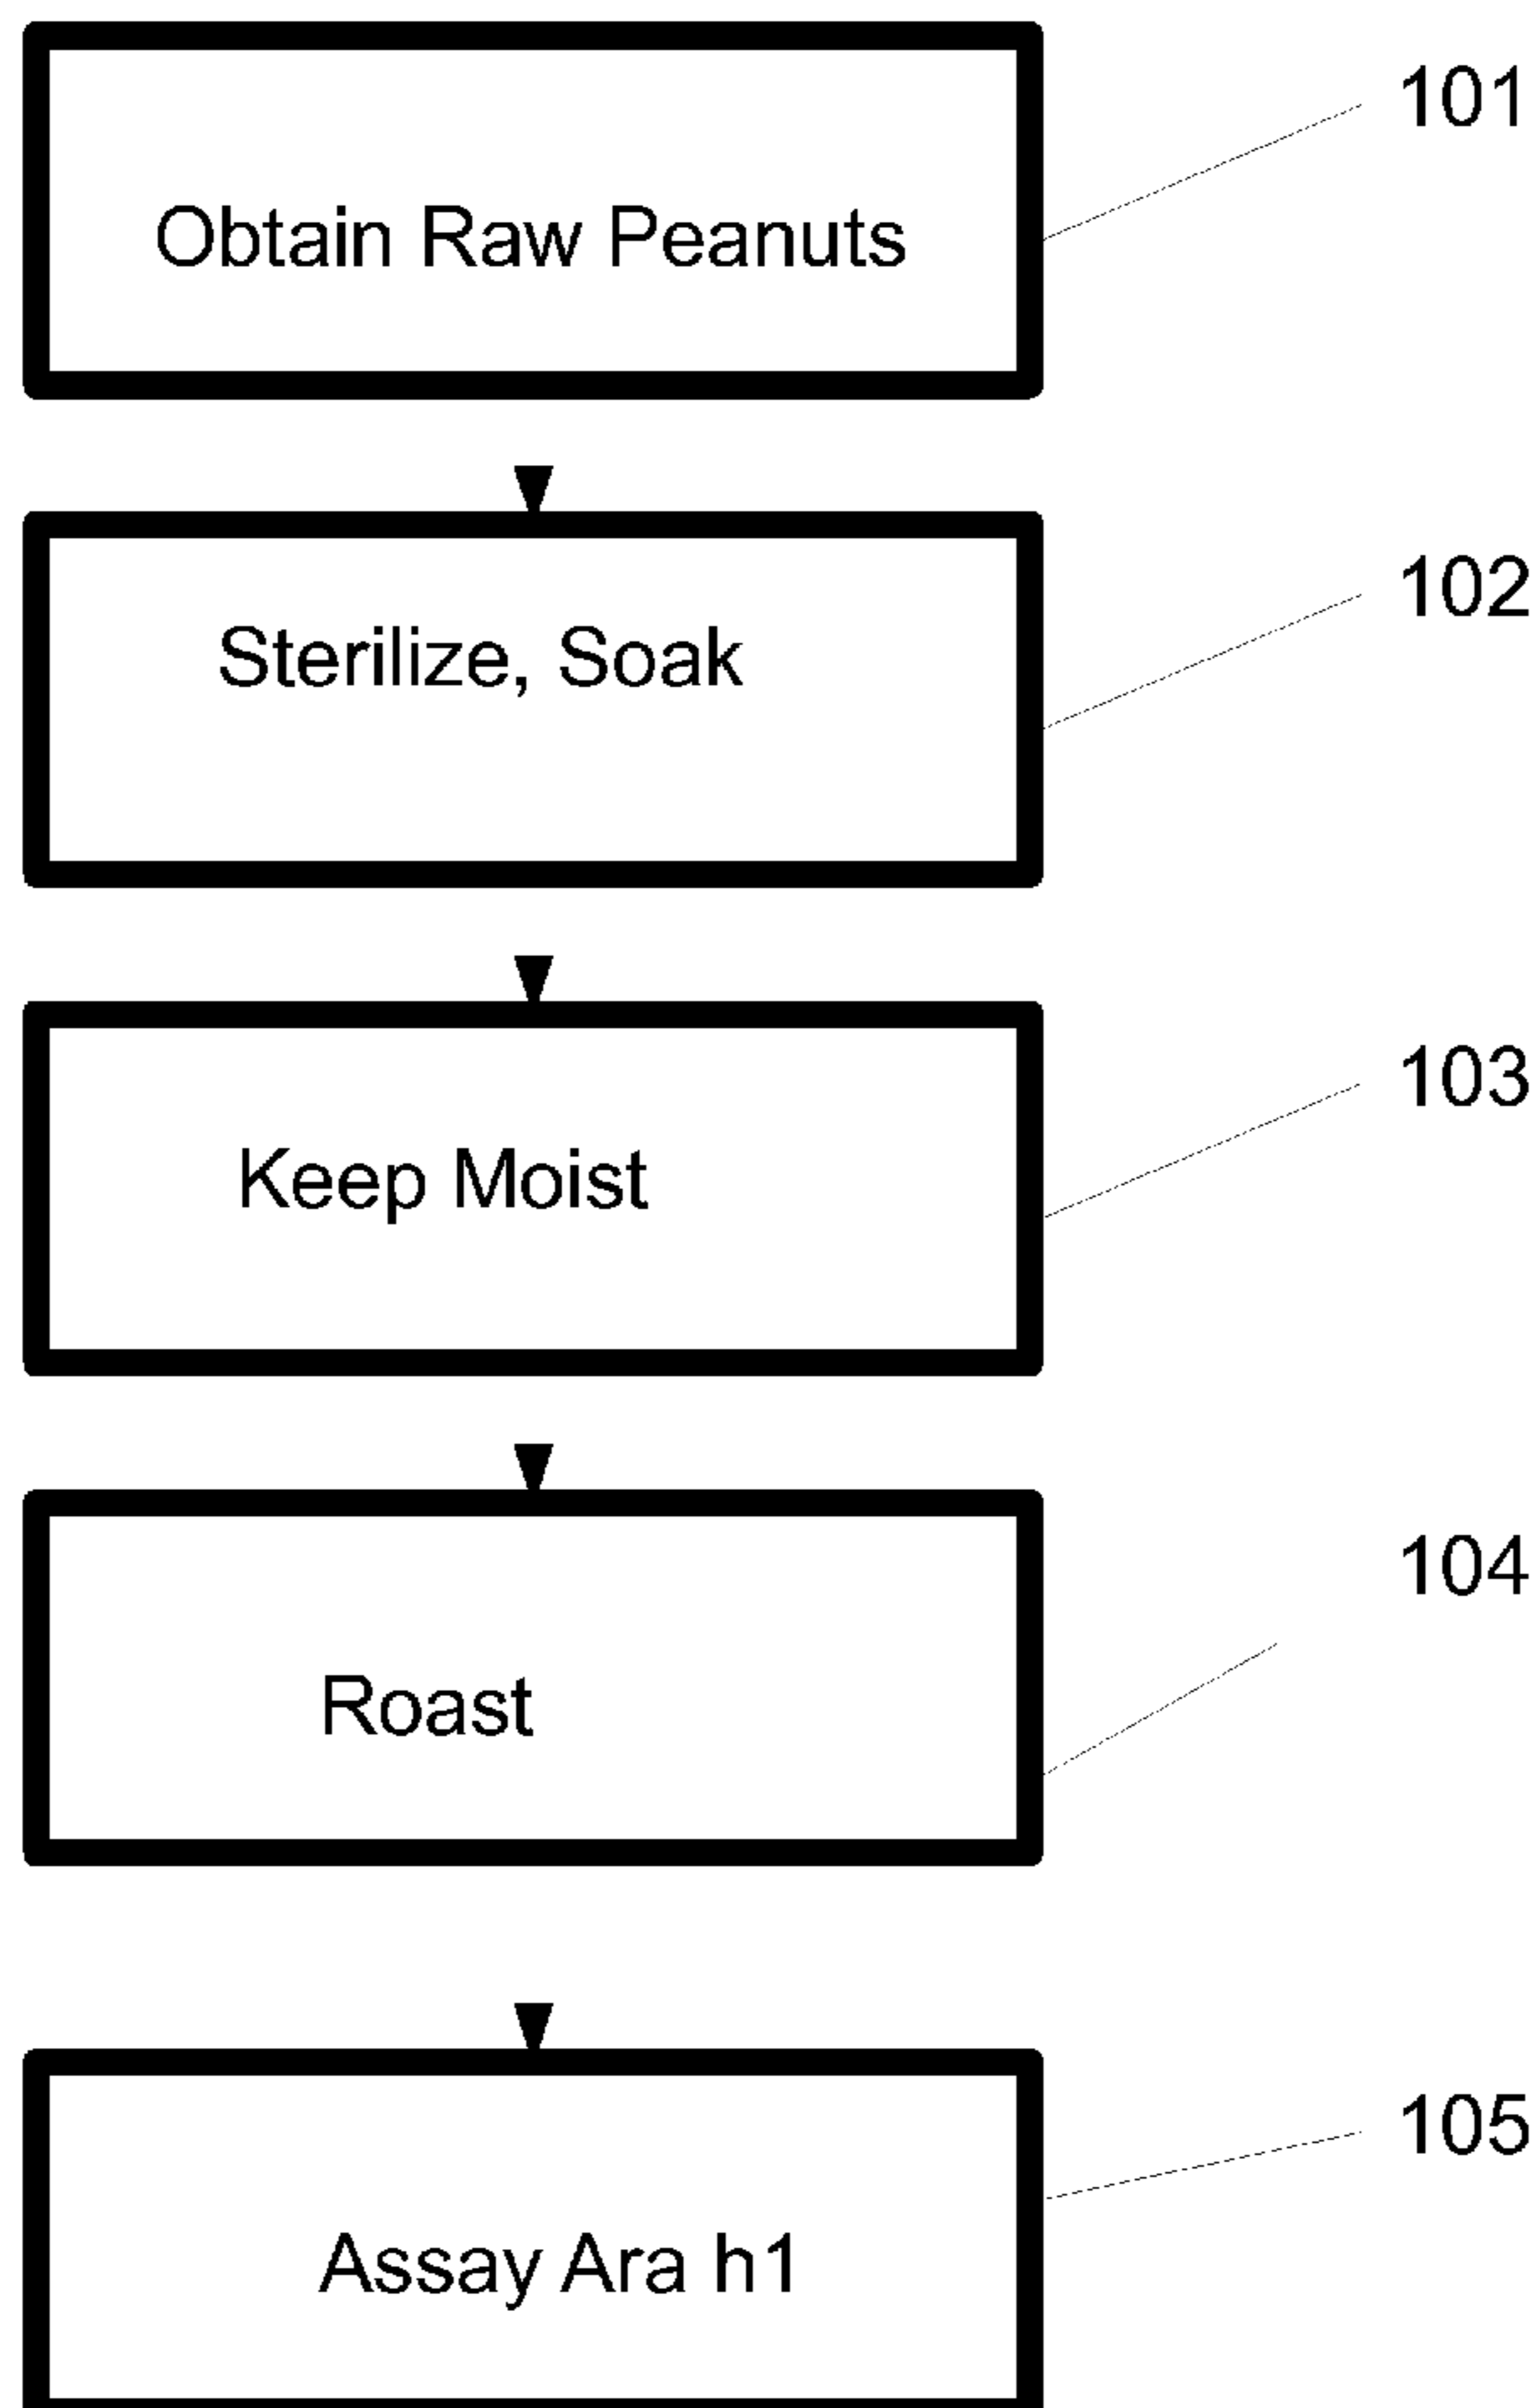 Obtain Raw Peanuts
101
Sterilize, Soak
102
Keep Moist
103
Roast
104
Assay Ara h1
105